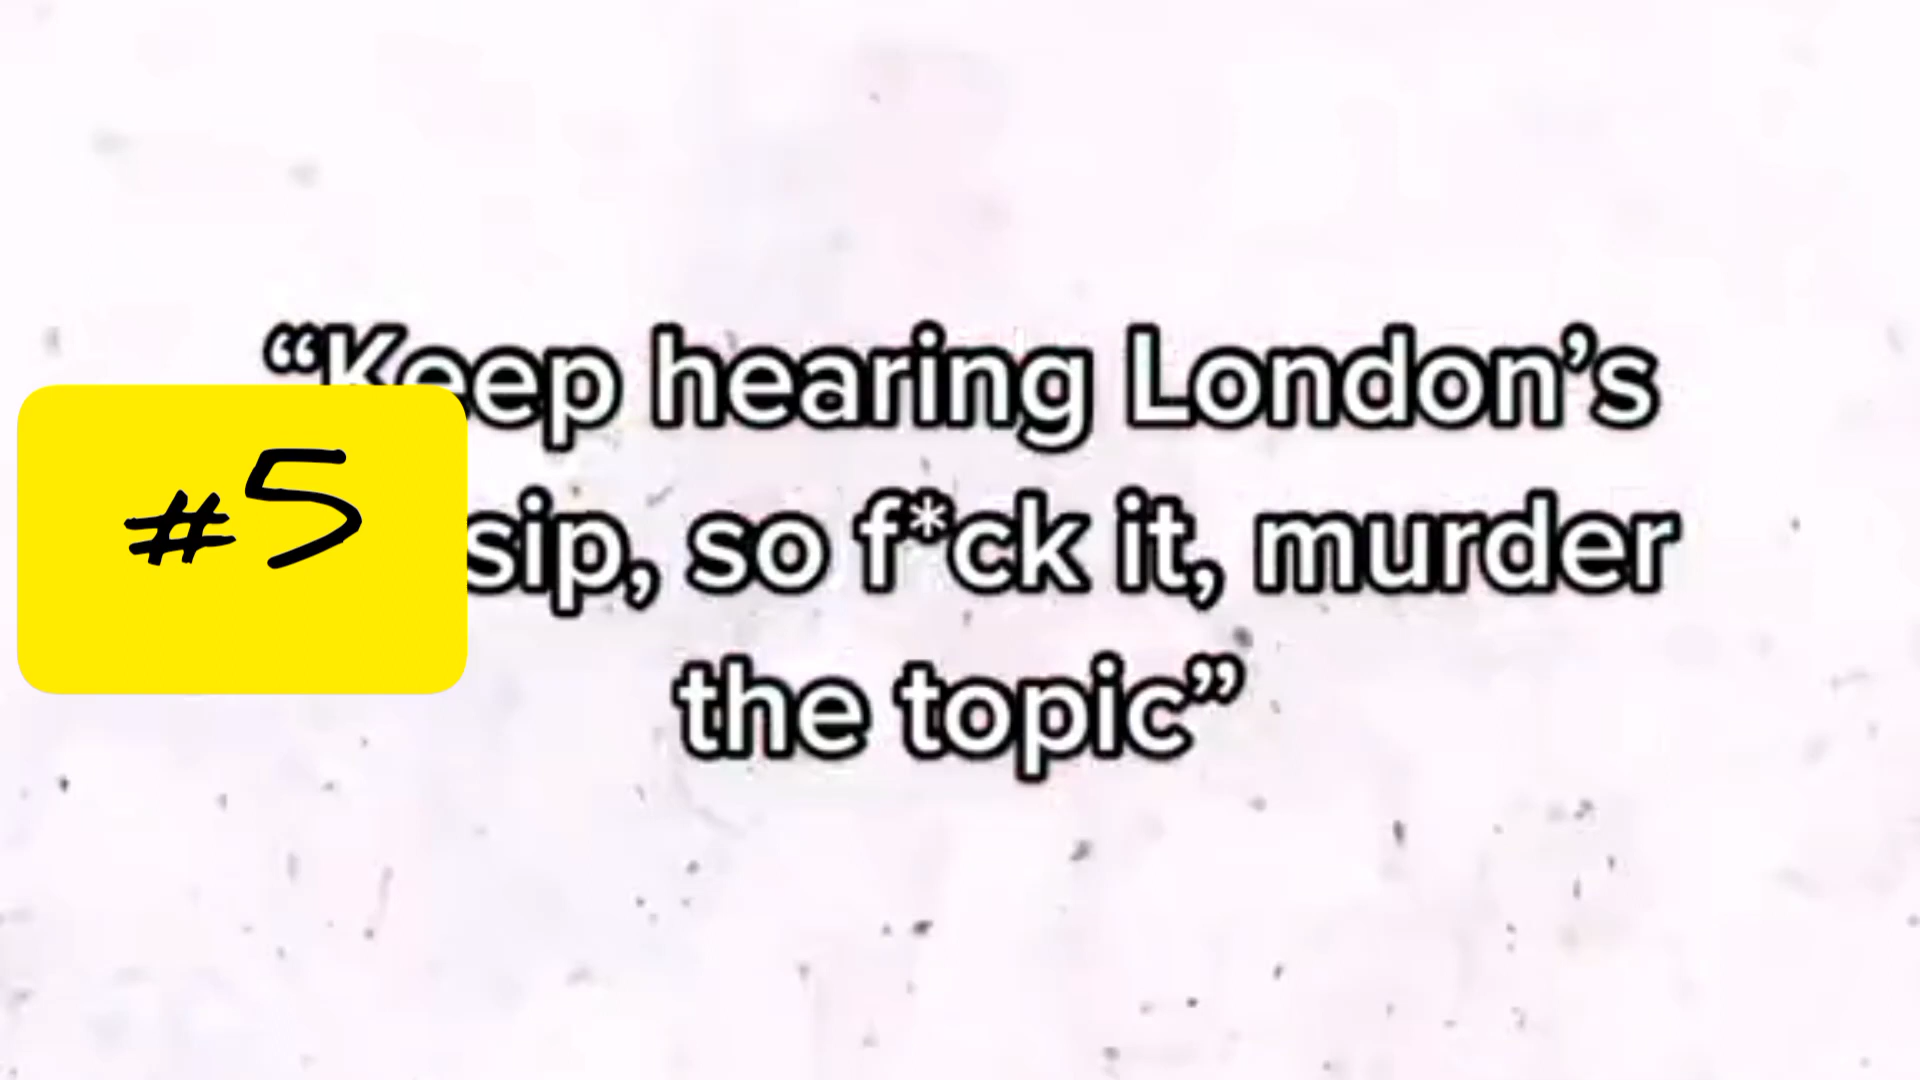 “Keep hearing London’s
#5
sip, so f*ck it, murder
the topic”